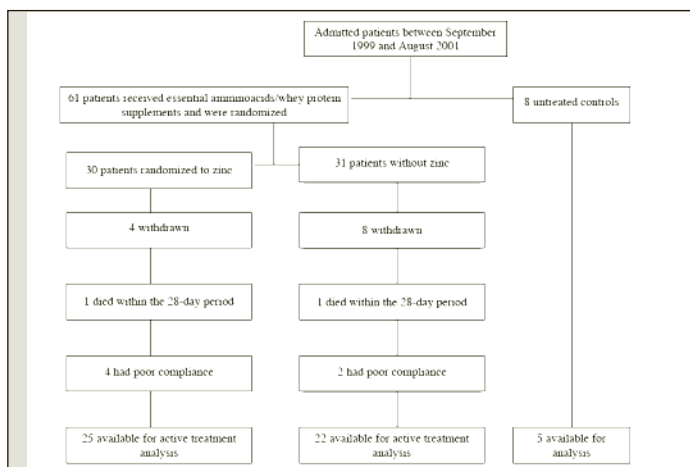 Admitted patients between September
1999 and August 2001
61 patients received essential aminoacids/whey protein
supplements and were randomized
8 untreated controls
30 patients randomized to zinc
31 patients without zinc
4 withdrawn
8 withdrawn
1 died within the 28-day period
1 died within the 28-day period
4 had poor compliance
2 had poor compliance
25 available for active treatment
analysis
22 available for active treatment
analysis
5 available for
analysis